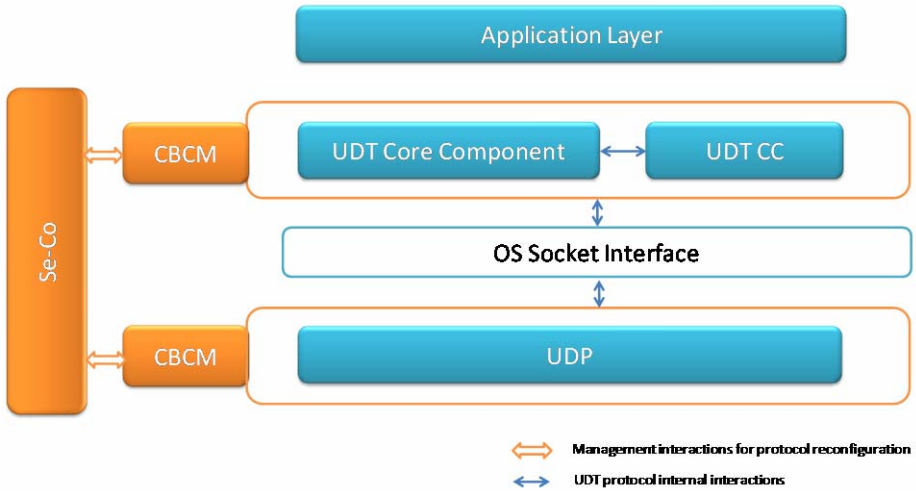 Application Layer
CBCM
UDT Core Component
UDT CC
Se-Co
OS Socket Interface
CBCM
UDP
Management interactions for protocol reconfiguration
UDT protocol internal interactions